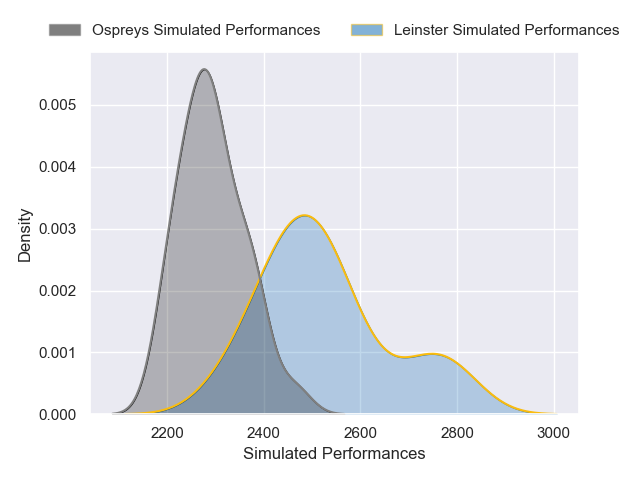 Ospreys Simulated Performances
Leinster Simulated Performances
Density
0.005
0.004
0.003
0.002
0.001
0.000
2200
2400
2600
2800
3000
Simulated Performances